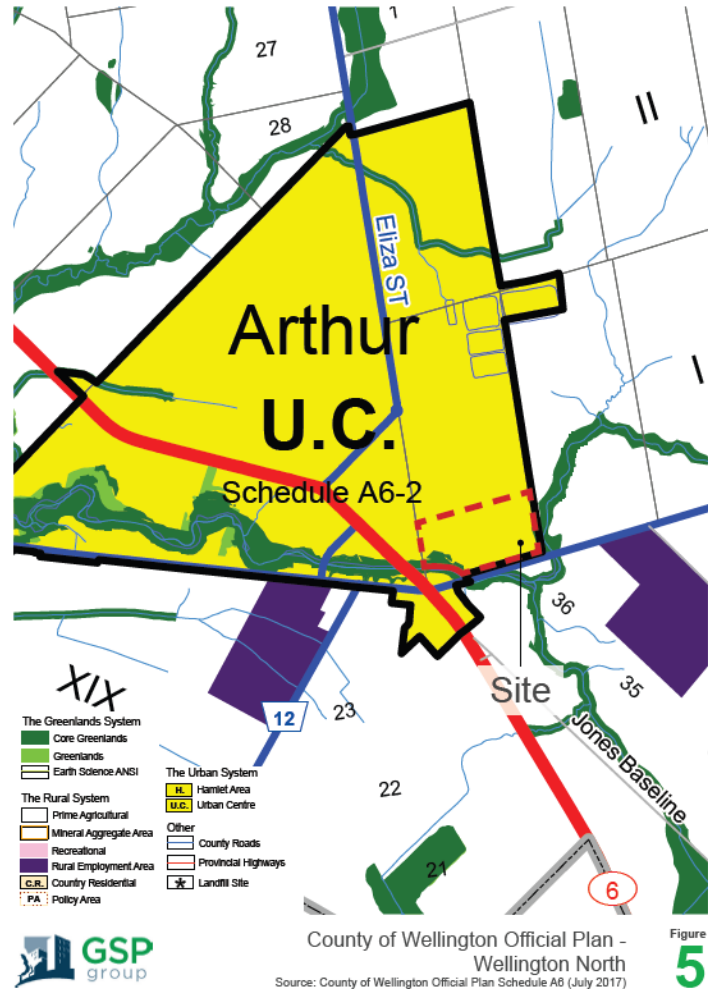 1
27
28
II
Eliza ST
Arthur
U.C.
Schedule A6-2
I
36
35
Site
Jones Baseline
XIX
12
23
22
21
6
The Greenlands System
Core Greenlands
Greenlands
Earth Science ANSI
The Rural System
Prime Agricultural
Mineral Aggregate Area
Recreational
Rural Employment Area
C.R. Country Residential
PA Policy Area
The Urban System
H. Hamlet Area
U.C. Urban Centre
Other
County Roads
Provincial Highways
Landfill Site
GSP
group
County of Wellington Official Plan -
Wellington North
Source: County of Wellington Official Plan Schedule A6 (July 2017)
Figure
5